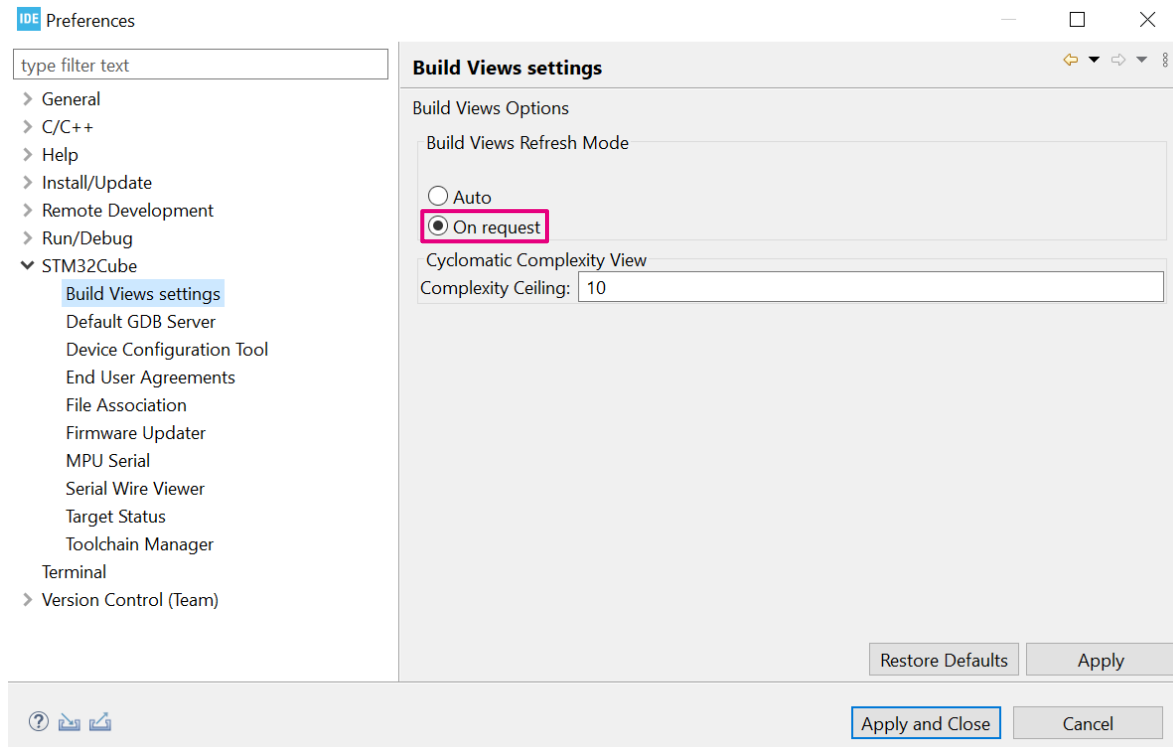 IDE Preferences
type filter text
General
C/C++
Help
Install/Update
Remote Development
Run/Debug
STM32Cube
Build Views settings
Default GDB Server
Device Configuration Tool
End User Agreements
File Association
Firmware Updater
MPU Serial
Serial Wire Viewer
Target Status
Toolchain Manager
Terminal
Version Control (Team)
Build Views settings
Build Views Options
Build Views Refresh Mode
Auto
On request
Cyclomatic Complexity View
Complexity Ceiling: 10
Restore Defaults Apply
? Apply and Close Cancel